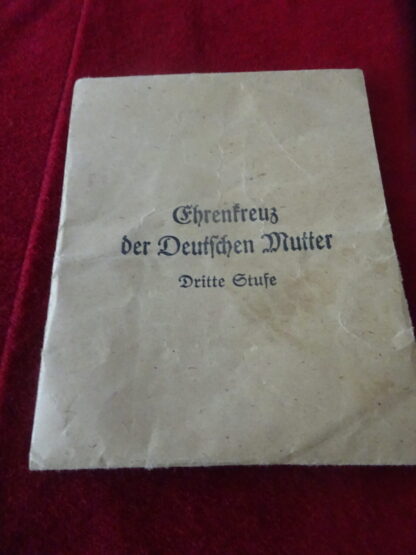 Ehrenkreuz
der Deutschen Mutter
Dritte Stufe